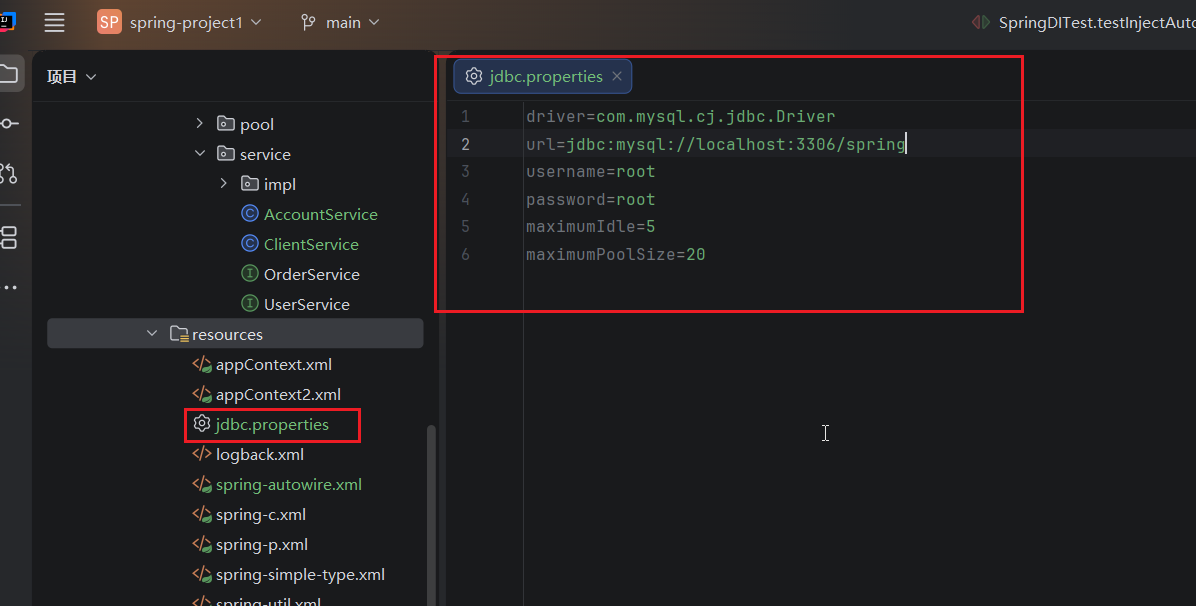 SP spring-project1 main SpringDITest.testInjectAuto
项目
pool
service
impl
AccountService
ClientService
OrderService
UserService
resources
appContext.xml
appContext2.xml
jdbc.properties
logback.xml
spring-autowire.xml
spring-c.xml
spring-p.xml
spring-simple-type.xml
spring-util.xml
jdbc.properties
1 driver=com.mysql.cj.jdbc.Driver
2 url=jdbc:mysql://localhost:3306/spring
3 username=root
4 password=root
5 maximumIdle=5
6 maximumPoolSize=20